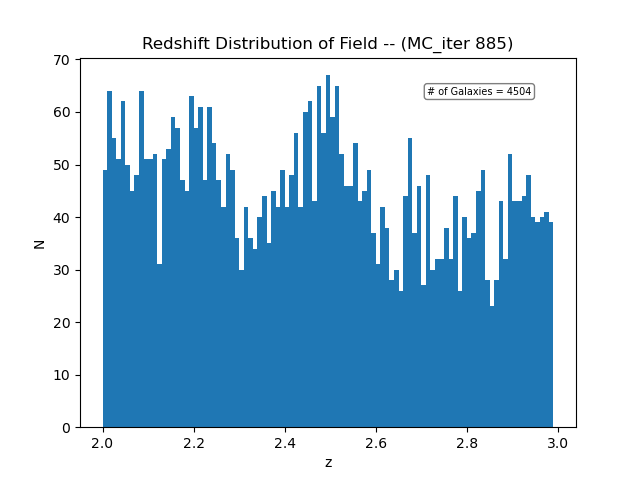 Redshift Distribution of Field -- (MC_iter 885)
# of Galaxies = 4504
70
60
50
40
30
20
10
0
N
2.0 2.2 2.4 2.6 2.8 3.0
z